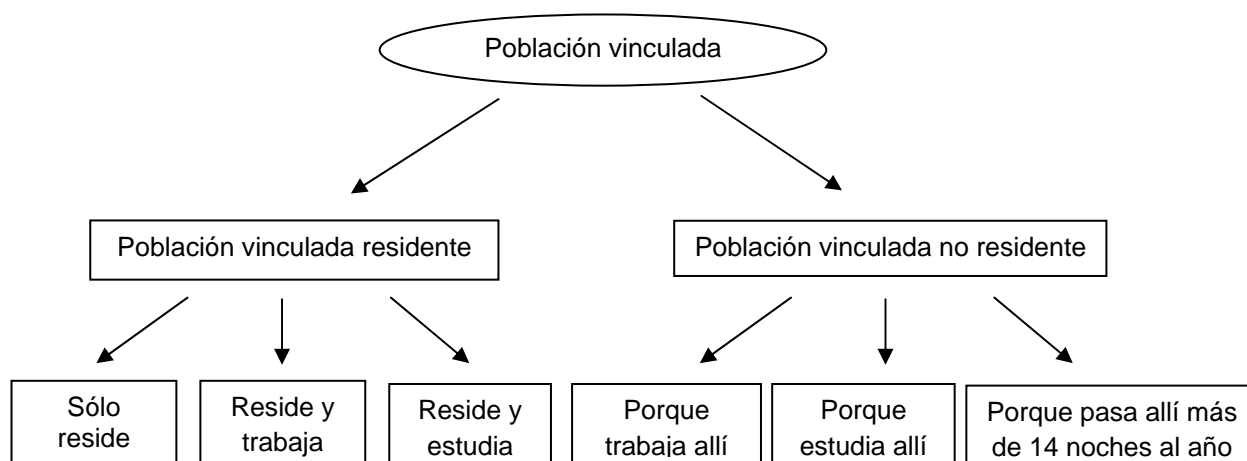 Población vinculada
Población vinculada residente
Población vinculada no residente
Sólo
reside
Reside y
trabaja
Reside y
estudia
Porque
trabaja allí
Porque
estudia allí
Porque pasa allí más
de 14 noches al año